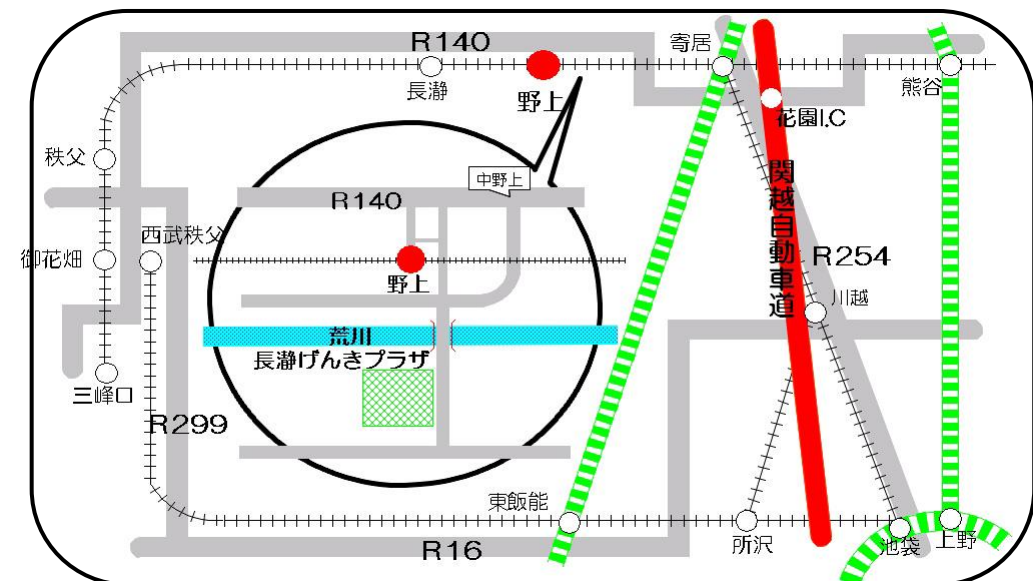 R140
寄居
長瀞
野上
熊谷
花園I.C
秩父
中野上
関越自動車道
R140
西武秩父
御花畑
R254
野上
川越
荒川
長瀞げんきプラザ
三峰口
R299
東飯能
所沢
池袋
上野
R16